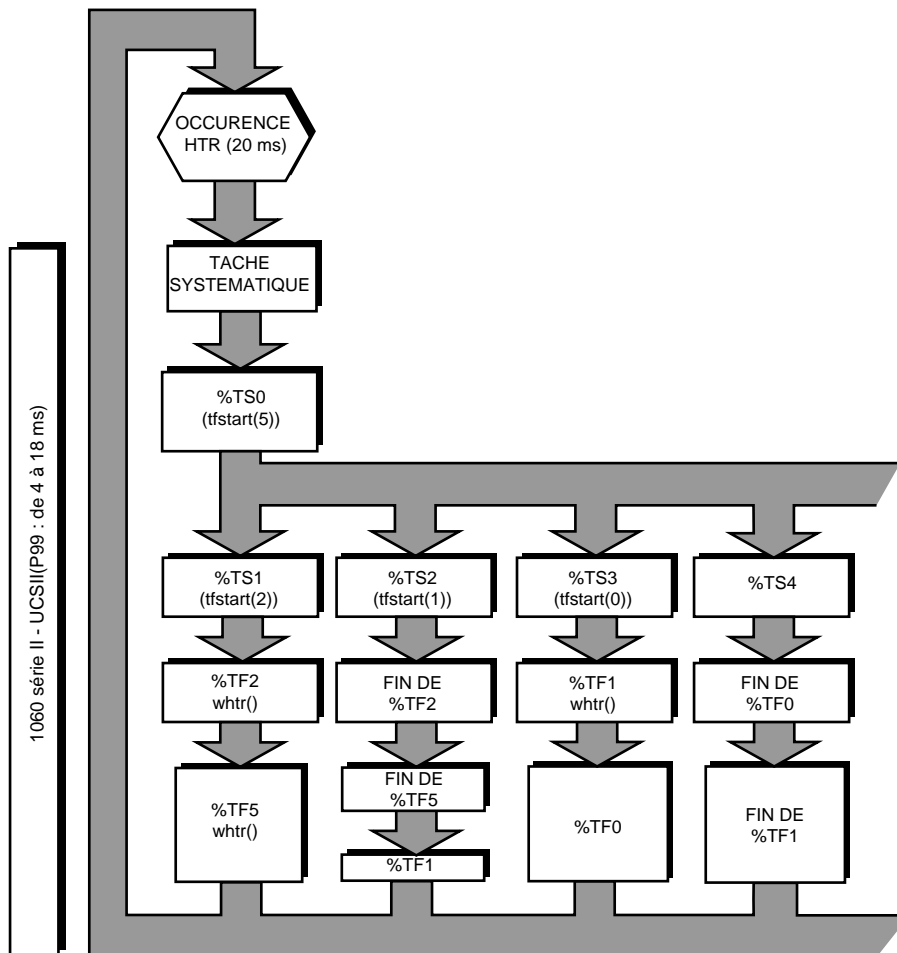 OCCURENCE
HTR (20 ms)
TACHE
SYSTEMATIQUE
%TS0
(tfstart(5))
1060 série II - UCSII(P99 : de 4 à 18 ms)
%TS1
(tfstart(2))
%TS2
(tfstart(1))
%TS3
(tfstart(0))
%TS4
%TF2
whtr()
FIN DE
%TF2
%TF1
whtr()
FIN DE
%TF0
%TF5
whtr()
FIN DE
%TF5
%TF1
%TF0
FIN DE
%TF1